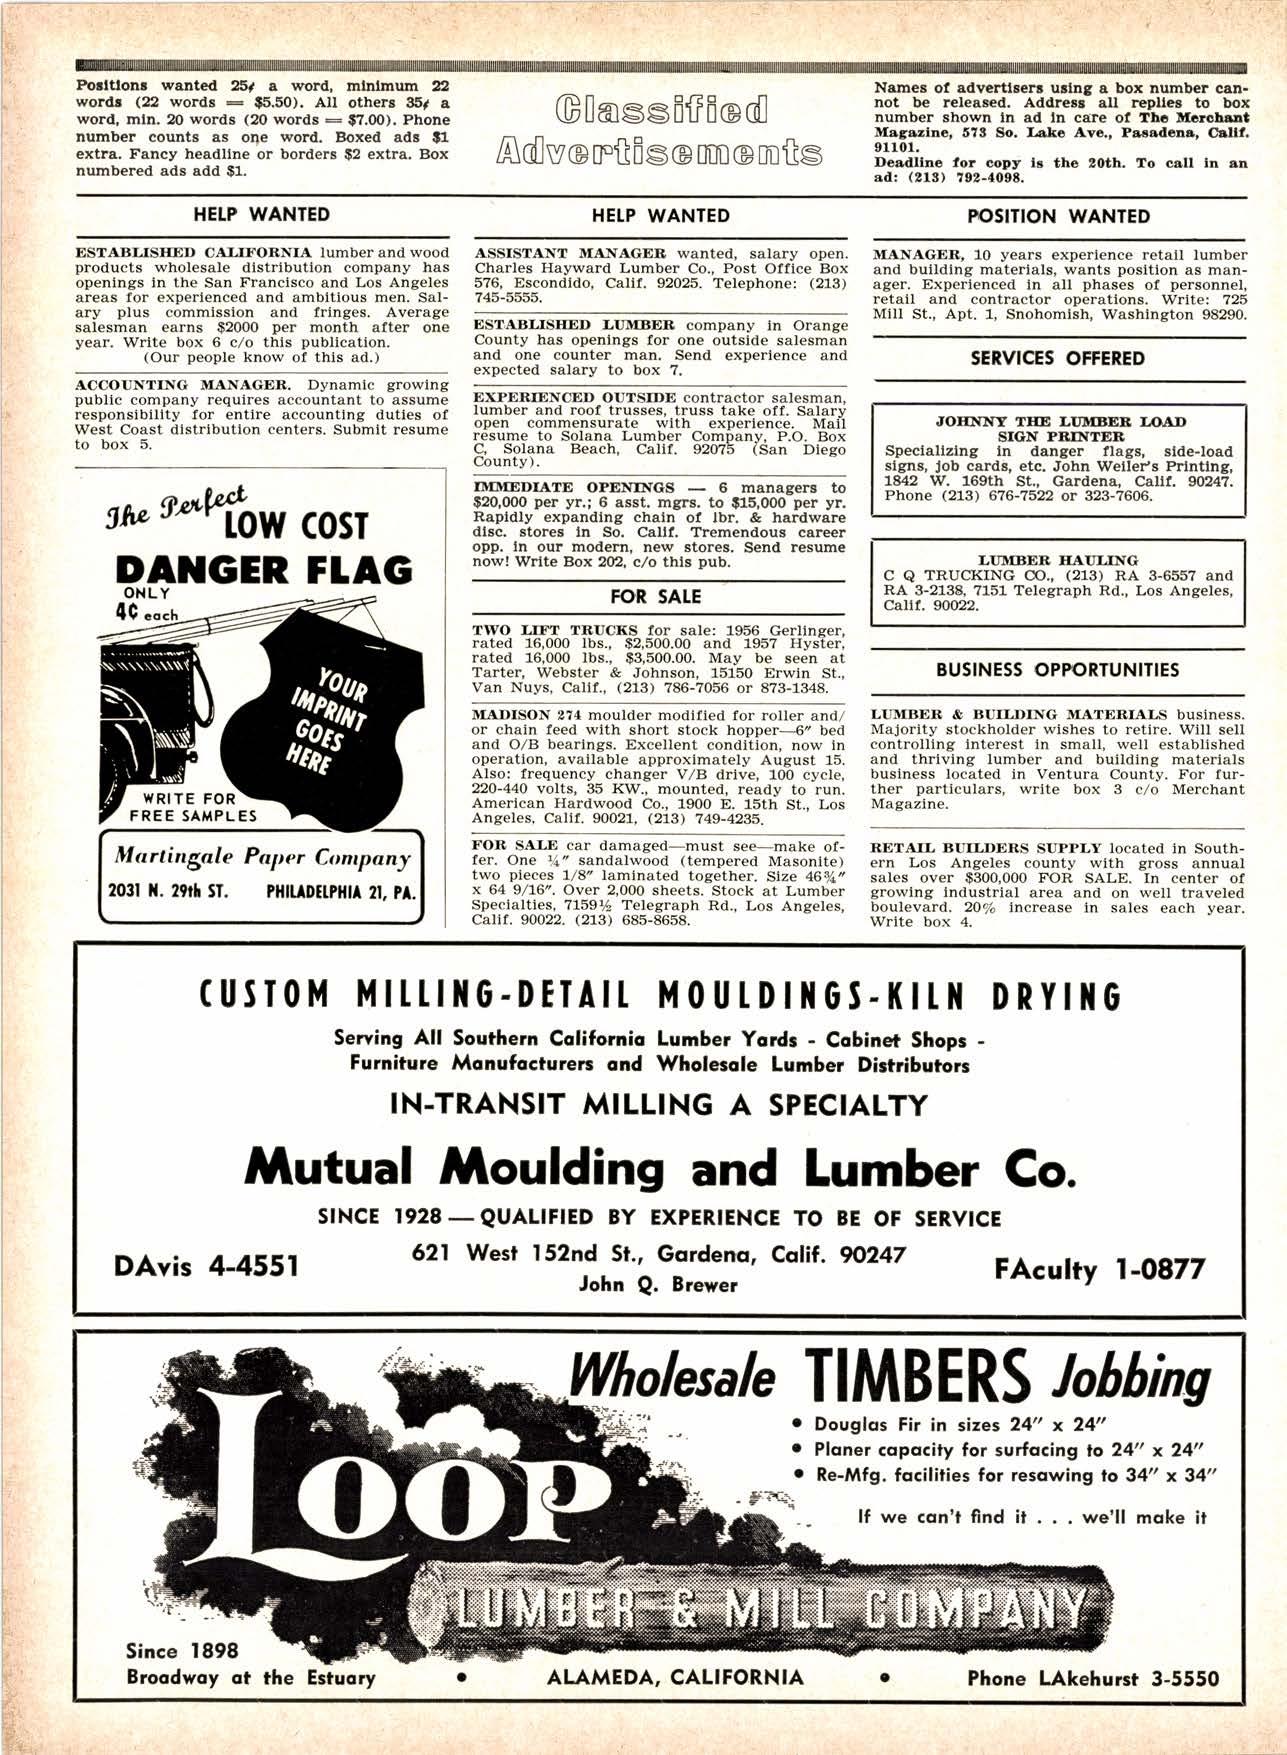 Positions wanted 25¢ a word, minimum 22
words (22 words = $5.50). All others 35¢ a
word, min. 20 words (20 words = $7.00). Phone
number counts as one word. Boxed ads $1
extra. Fancy headline or borders $2 extra. Box
numbered ads add $1.
Classified
Advertisements
Names of advertisers using a box number can-
not be released. Address all replies to box
number shown in ad in care of The Merchant
Magazine, 573 So. Lake Ave., Pasadena, Calif.
91101.
Deadline for copy is the 20th. To call in an
ad: (213) 792-4098.
HELP WANTED
ESTABLISHED CALIFORNIA lumber and wood
products wholesale distribution company has
openings in the San Francisco and Los Angeles
areas for experienced and ambitious men. Sal-
ary plus commission and fringes. Average
salesman earns $2000 per month after one
year. Write box 6 c/o this publication.
(Our people know of this ad.)
ACCOUNTING MANAGER. Dynamic growing
public company requires accountant to assume
responsibility for entire accounting duties of
West Coast distribution centers. Submit resume
to box 5.
The Perfect
LOW COST
DANGER FLAG
ONLY
4¢ each
YOUR
IMPRINT
GOES
HERE
WRITE FOR
FREE SAMPLES
Martingale Paper Company
2031 N. 29th ST. PHILADELPHIA 21, PA.
HELP WANTED
ASSISTANT MANAGER wanted, salary open.
Charles Hayward Lumber Co., Post Office Box
576, Escondido, Calif. 92025. Telephone: (213)
745-5555.
ESTABLISHED LUMBER company in Orange
County has openings for one outside salesman
and one counter man. Send experience and
expected salary to box 7.
EXPERIENCED OUTSIDE contractor salesman,
lumber and roof trusses, truss take off. Salary
open commensurate with experience. Mail
resume to Solana Lumber Company, P.O. Box
C, Solana Beach, Calif. 92075 (San Diego
County).
IMMEDIATE OPENINGS — 6 managers to
$20,000 per yr.; 6 asst. mgrs. to $15,000 per yr.
Rapidly expanding chain of lbr. & hardware
disc. stores in So. Calif. Tremendous career
opp. in our modern, new stores. Send resume
now! Write Box 202, c/o this pub.
FOR SALE
TWO LIFT TRUCKS for sale: 1956 Gerlinger,
rated 16,000 lbs., $2,500.00 and 1957 Hyster,
rated 16,000 lbs., $3,500.00. May be seen at
Tarter, Webster & Johnson, 15150 Erwin St.,
Van Nuys, Calif., (213) 786-7056 or 873-1348.
MADISON 274 moulder modified for roller and/
or chain feed with short stock hopper—6" bed
and O/B bearings. Excellent condition, now in
operation, available approximately August 15.
Also: frequency changer V/B drive, 100 cycle,
220-440 volts, 35 KW., mounted, ready to run.
American Hardwood Co., 1900 E. 15th St., Los
Angeles, Calif. 90021, (213) 749-4235.
FOR SALE car damaged—must see—make of-
fer. One ¼" sandalwood (tempered Masonite)
two pieces 1/8" laminated together. Size 46¾"
x 64 9/16". Over 2,000 sheets. Stock at Lumber
Specialties, 7159½ Telegraph Rd., Los Angeles,
Calif. 90022. (213) 685-8658.
POSITION WANTED
MANAGER, 10 years experience retail lumber
and building materials, wants position as man-
ager. Experienced in all phases of personnel,
retail and contractor operations. Write: 725
Mill St., Apt. 1, Snohomish, Washington 98290.
SERVICES OFFERED
JOHNNY THE LUMBER LOAD
SIGN PRINTER
Specializing in danger flags, side-load
signs, job cards, etc. John Weiler's Printing,
1842 W. 169th St., Gardena, Calif. 90247.
Phone (213) 676-7522 or 323-7606.
LUMBER HAULING
C Q TRUCKING CO., (213) RA 3-6557 and
RA 3-2138, 7151 Telegraph Rd., Los Angeles,
Calif. 90022.
BUSINESS OPPORTUNITIES
LUMBER & BUILDING MATERIALS business.
Majority stockholder wishes to retire. Will sell
controlling interest in small, well established
and thriving lumber and building materials
business located in Ventura County. For fur-
ther particulars, write box 3 c/o Merchant
Magazine.
RETAIL BUILDERS SUPPLY located in South-
ern Los Angeles county with gross annual
sales over $300,000 FOR SALE. In center of
growing industrial area and on well traveled
boulevard. 20% increase in sales each year.
Write box 4.
CUSTOM MILLING-DETAIL MOULDINGS-KILN DRYING
Serving All Southern California Lumber Yards - Cabinet Shops -
Furniture Manufacturers and Wholesale Lumber Distributors
IN-TRANSIT MILLING A SPECIALTY
Mutual Moulding and Lumber Co.
SINCE 1928 — QUALIFIED BY EXPERIENCE TO BE OF SERVICE
DAvis 4-4551
621 West 152nd St., Gardena, Calif. 90247
John Q. Brewer
FAculty 1-0877
Wholesale TIMBERS Jobbing
• Douglas Fir in sizes 24" x 24"
• Planer capacity for surfacing to 24" x 24"
• Re-Mfg. facilities for resawing to 34" x 34"
If we can't find it . . . we'll make it
LOOP
LUMBER & MILL COMPANY
Since 1898
Broadway at the Estuary • ALAMEDA, CALIFORNIA • Phone LAkehurst 3-5550